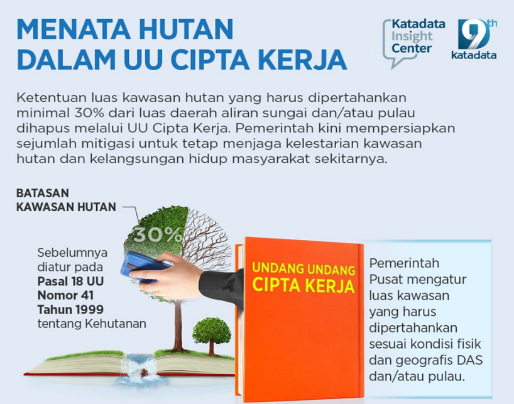 MENATA HUTAN
DALAM UU CIPTA KERJA
Katadata
Insight
Center
9th
katadata
Ketentuan luas kawasan hutan yang harus dipertahankan
minimal 30% dari luas daerah aliran sungai dan/atau pulau
dihapus melalui UU Cipta Kerja. Pemerintah kini mempersiapkan
sejumlah mitigasi untuk tetap menjaga kelestarian kawasan
hutan dan kelangsungan hidup masyarakat sekitarnya.
BATASAN
KAWASAN HUTAN
30%
Sebelumnya
diatur pada
Pasal 18 UU
Nomor 41
Tahun 1999
tentang Kehutanan
UNDANG UNDANG
CIPTA KERJA
Pemerintah
Pusat mengatur
luas kawasan
yang harus
dipertahankan
sesuai kondisi fisik
dan geografis DAS
dan/atau pulau.